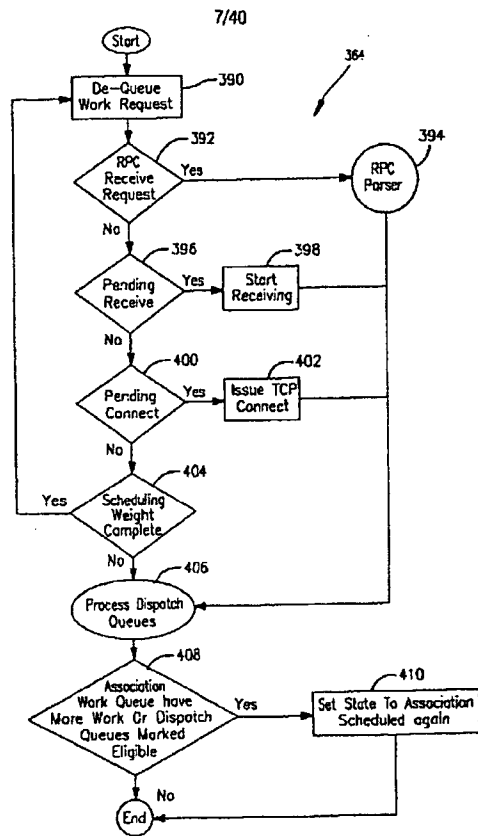 7/40
Start
364
De-Queue
Work Request
390
RPC
Receive
Request
392
Yes
RPC
Parser
394
No
Pending
Receive
396
Yes
Start
Receiving
398
No
Pending
Connect
400
Yes
Issue TCP
Connect
402
No
Scheduling
Weight
Complete
404
Yes
No
Process Dispatch
Queues
406
Association
Work Queue have
More Work Or Dispatch
Queues Marked
Eligible
408
Yes
Set State To Association
Scheduled again
410
No
End